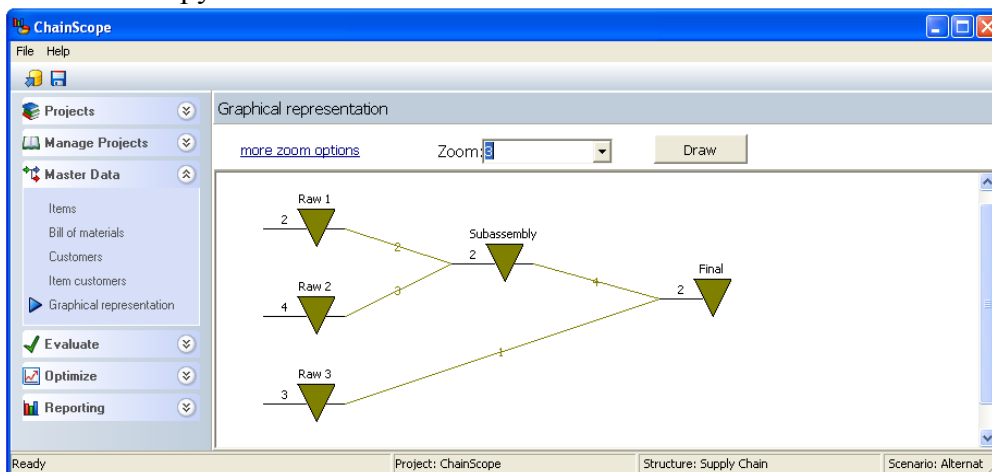 ChainScope
File Help
Projects
Manage Projects
Master Data
Items
Bill of materials
Customers
Item customers
Graphical representation
Evaluate
Optimize
Reporting
Graphical representation
more zoom options Zoom: 3 Draw
Raw 1
2
2
Subassembly
2
Raw 2
4
3
4
Final
2
Raw 3
3
1
Ready Project: ChainScope Structure: Supply Chain Scenario: Alternat